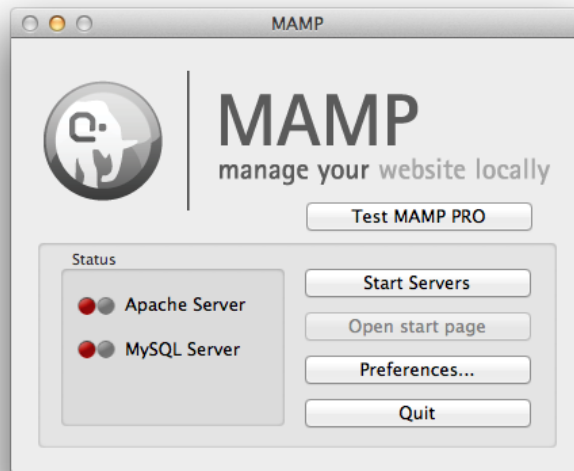 MAMP
MAMP
manage your website locally
Test MAMP PRO
Status
Apache Server
MySQL Server
Start Servers
Open start page
Preferences...
Quit